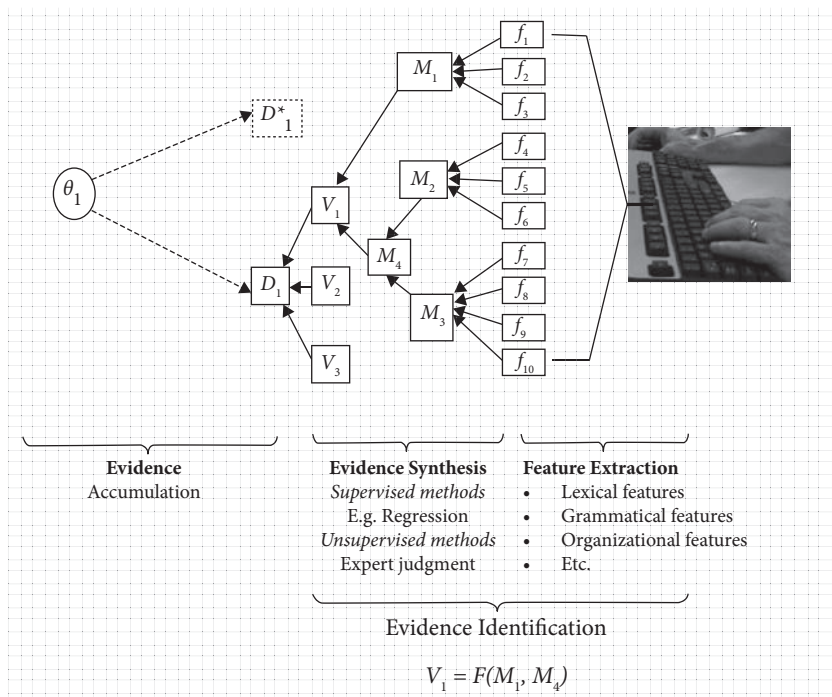 f₁
M₁
f₂
f₃
D*₁
f₄
M₂
f₅
θ₁
V₁
f₆
M₄
f₇
D₁
V₂
f₈
M₃
f₉
V₃
f₁₀
Evidence
Accumulation
Evidence Synthesis
Supervised methods
E.g. Regression
Unsupervised methods
Expert judgment
Feature Extraction
• Lexical features
• Grammatical features
• Organizational features
• Etc.
Evidence Identification
V₁ = F(M₁, M₄)